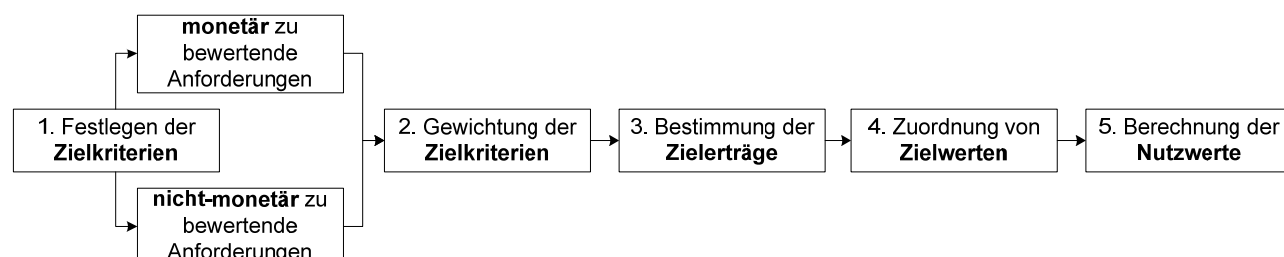 monetär zu
bewertende
Anforderungen
1. Festlegen der
Zielkriterien
nicht-monetär zu
bewertende
Anforderungen
2. Gewichtung der
Zielkriterien
3. Bestimmung der
Zielerträge
4. Zuordnung von
Zielwerten
5. Berechnung der
Nutzwerte